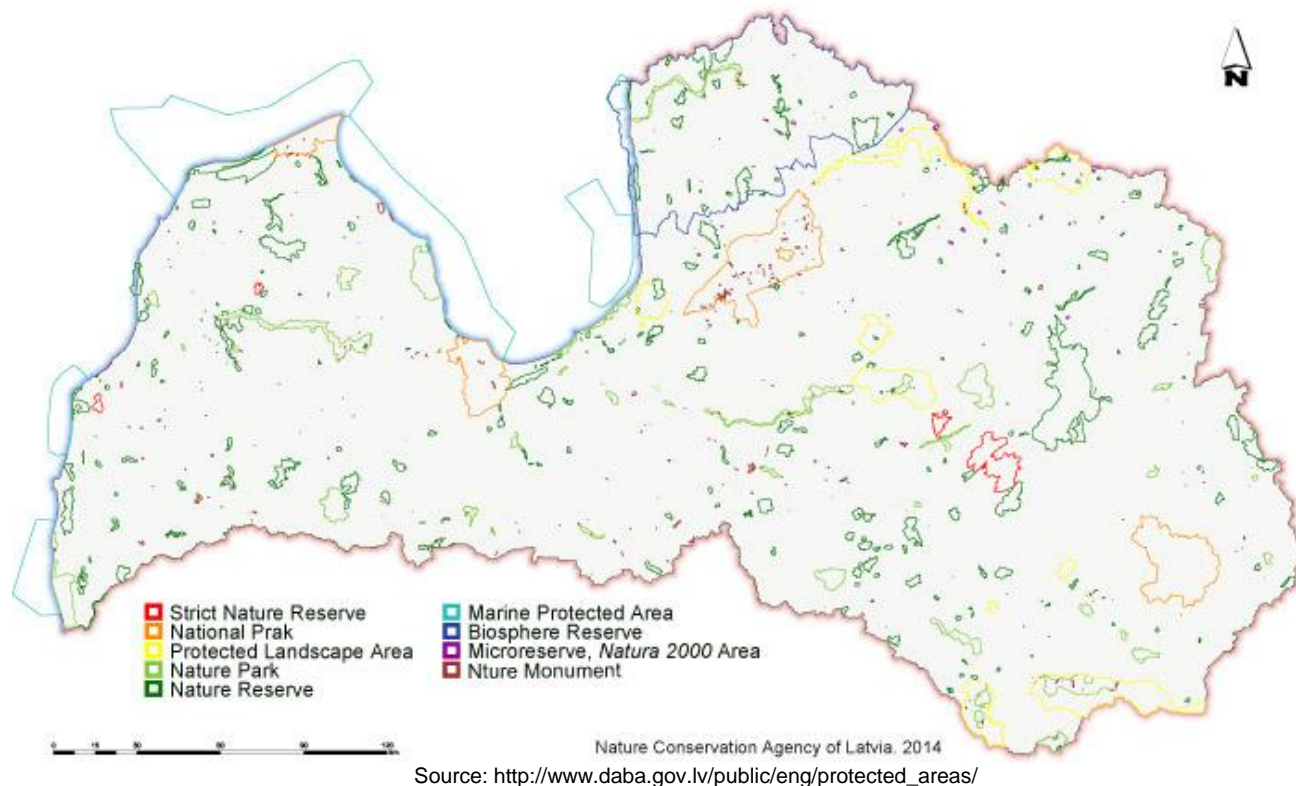 N
Strict Nature Reserve
National Prak
Protected Landscape Area
Nature Park
Nature Reserve
Marine Protected Area
Biosphere Reserve
Microreserve, Natura 2000 Area
Nture Monument
Nature Conservation Agency of Latvia. 2014
Source: http://www.daba.gov.lv/public/eng/protected_areas/